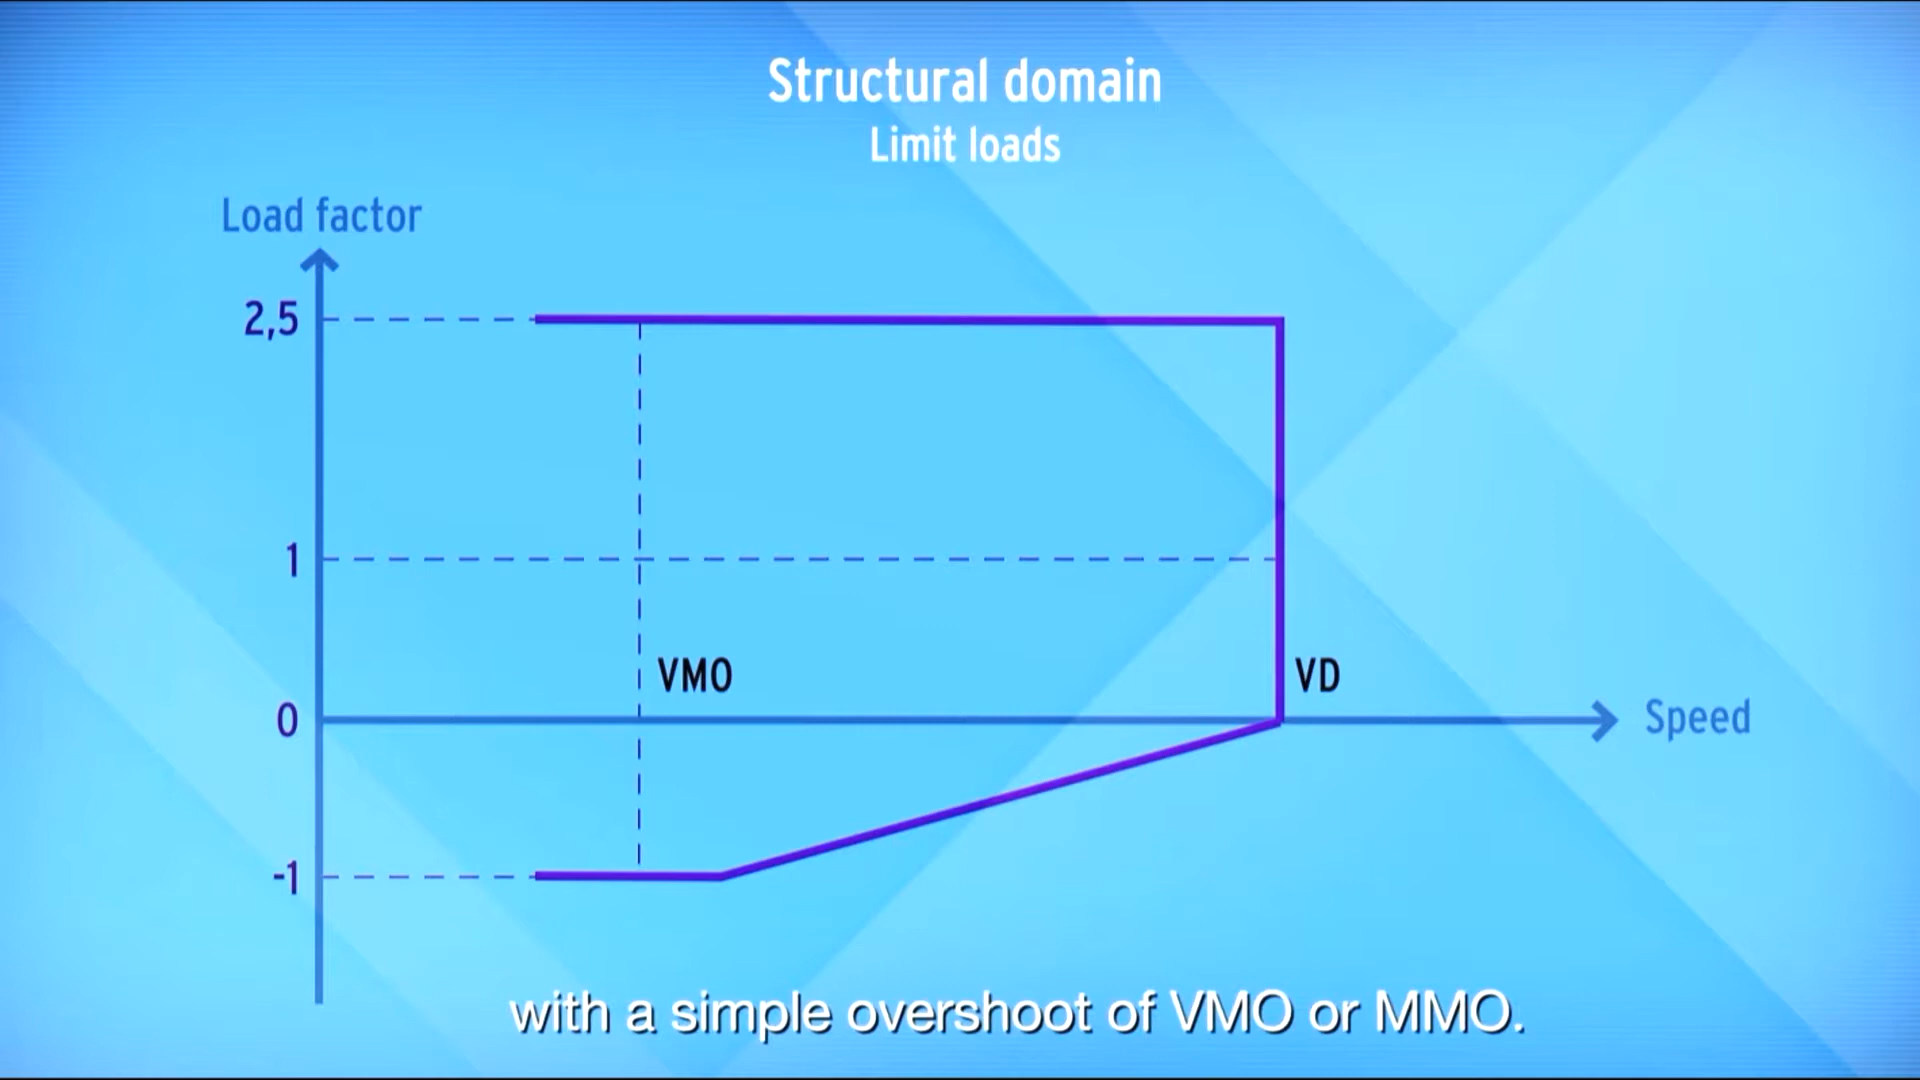 Structural domain
Limit loads
Load factor
2,5
1
VMO
VD
0
Speed
-1
with a simple overshoot of VMO or MMO.